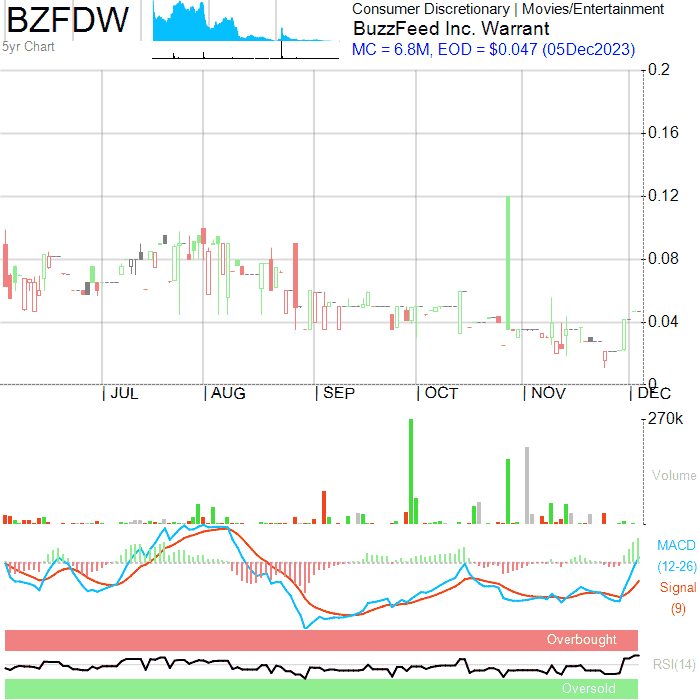 BZFDW
5yr Chart
Consumer Discretionary | Movies/Entertainment
BuzzFeed Inc. Warrant
MC = 6.8M, EOD = $0.047 (05Dec2023)
0.2
0.16
0.12
0.08
0.04
0
JUL
AUG
SEP
OCT
NOV
DEC
270k
Volume
MACD
(12-26)
Signal
(9)
Overbought
RSI(14)
Oversold